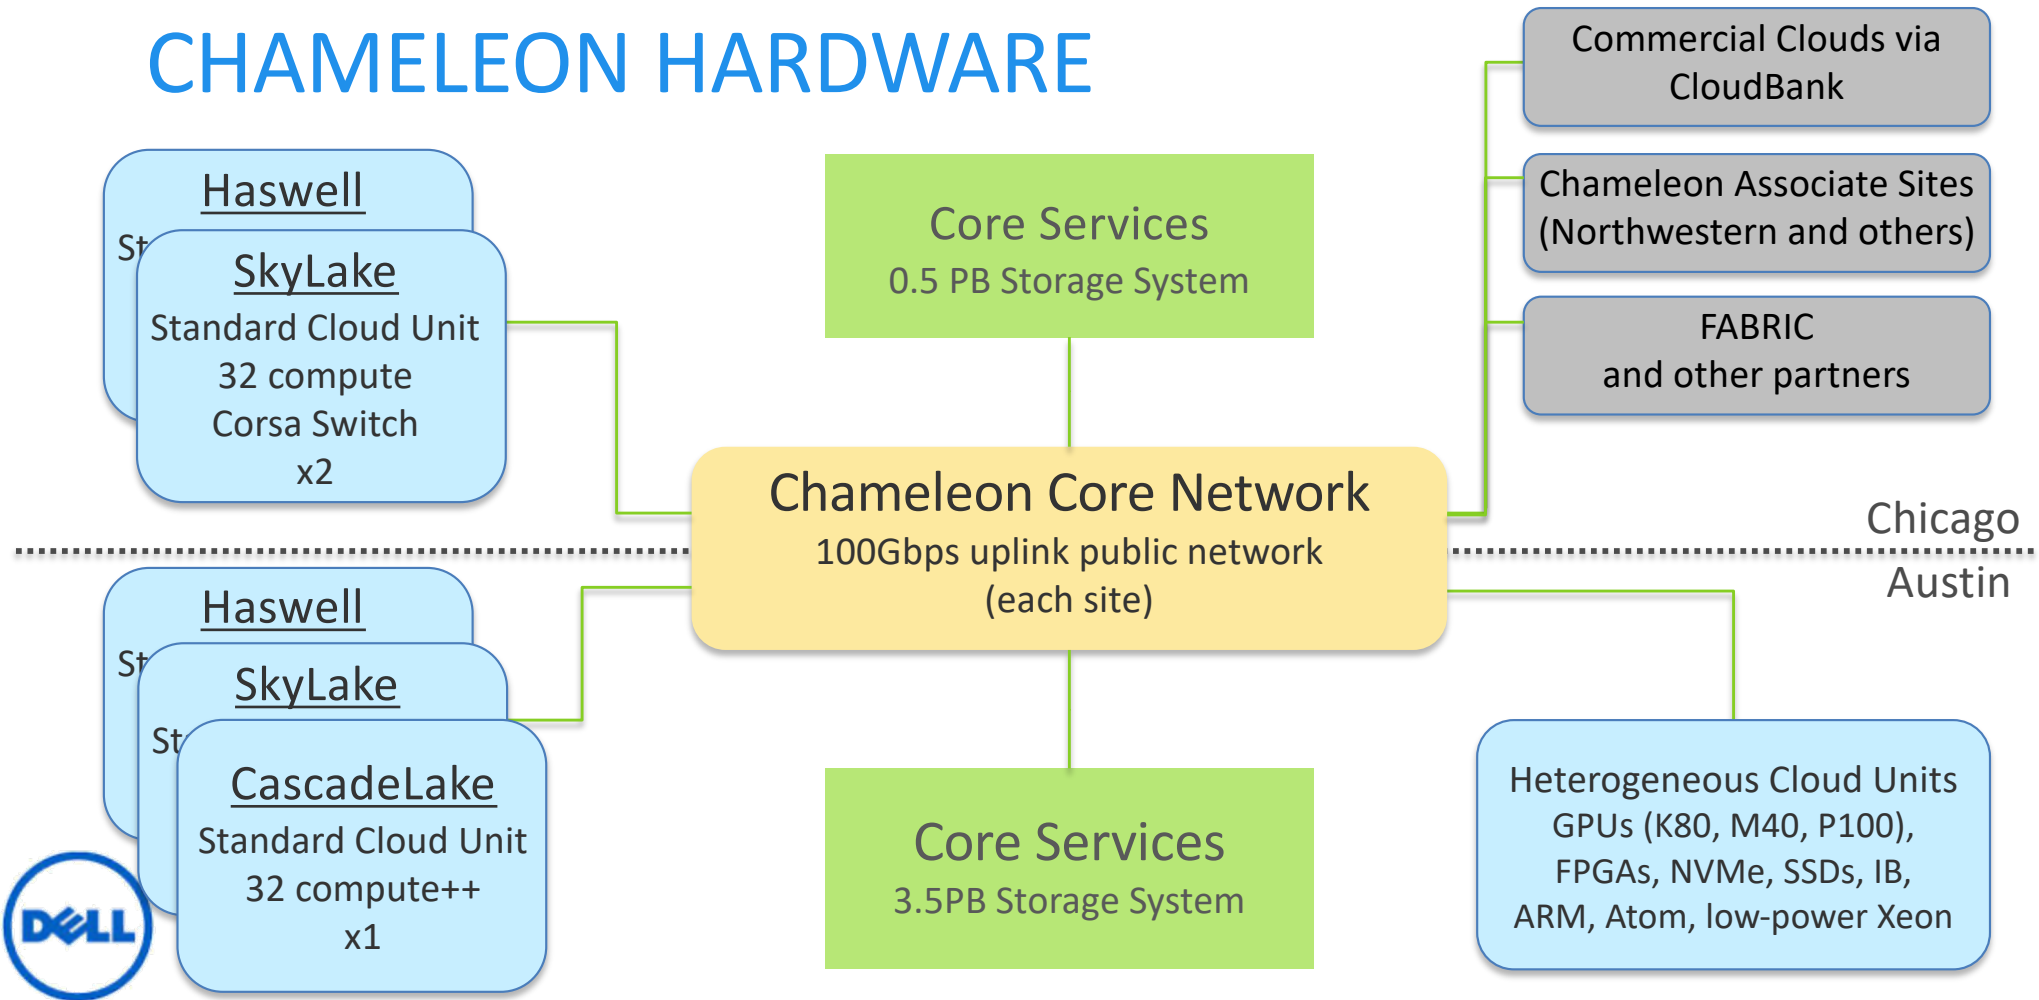 CHAMELEON HARDWARE
Commercial Clouds via
CloudBank
Chameleon Associate Sites
(Northwestern and others)
FABRIC
and other partners
Haswell
St
SkyLake
Standard Cloud Unit
32 compute
Corsa Switch
x2
Core Services
0.5 PB Storage System
Chameleon Core Network
100Gbps uplink public network
(each site)
Chicago
Austin
Haswell
St
SkyLake
St
CascadeLake
Standard Cloud Unit
32 compute++
x1
DELL
Core Services
3.5PB Storage System
Heterogeneous Cloud Units
GPUs (K80, M40, P100),
FPGAs, NVMe, SSDs, IB,
ARM, Atom, low-power Xeon